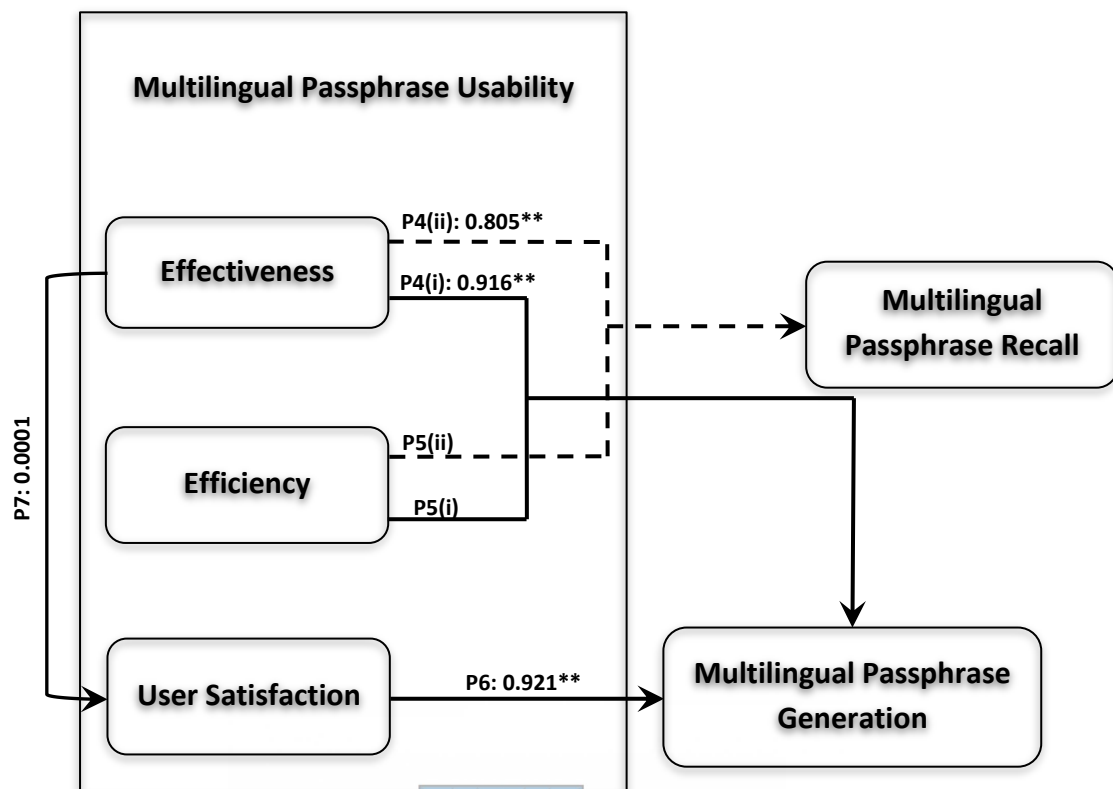 Multilingual Passphrase Usability
P4(ii): 0.805**
Effectiveness
P4(i): 0.916**
Multilingual
Passphrase Recall
P7: 0.0001
P5(ii)
Efficiency
P5(i)
User Satisfaction
P6: 0.921**
Multilingual Passphrase
Generation